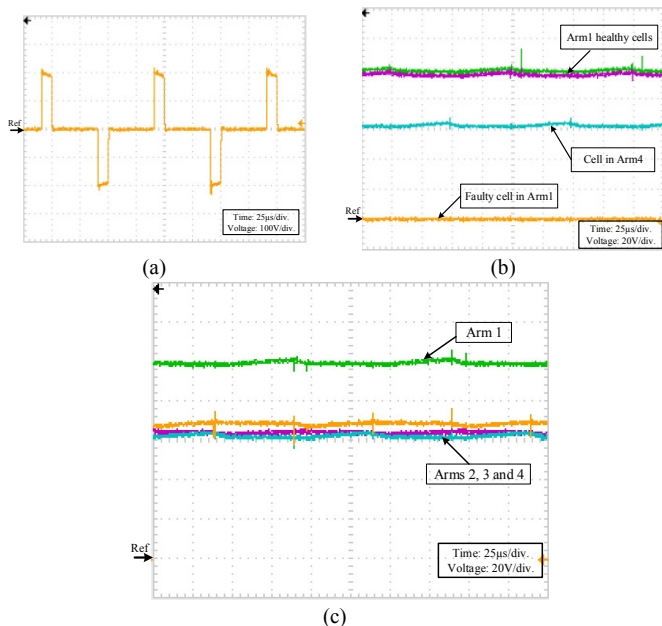 Ref
Time: 25μs/div.
Voltage: 100V/div.
(a)
Arm1 healthy cells
Cell in Arm4
Faulty cell in Arm1
Ref
Time: 25μs/div.
Voltage: 20V/div.
(b)
Arm 1
Arms 2, 3 and 4
Ref
Time: 25μs/div.
Voltage: 20V/div.
(c)